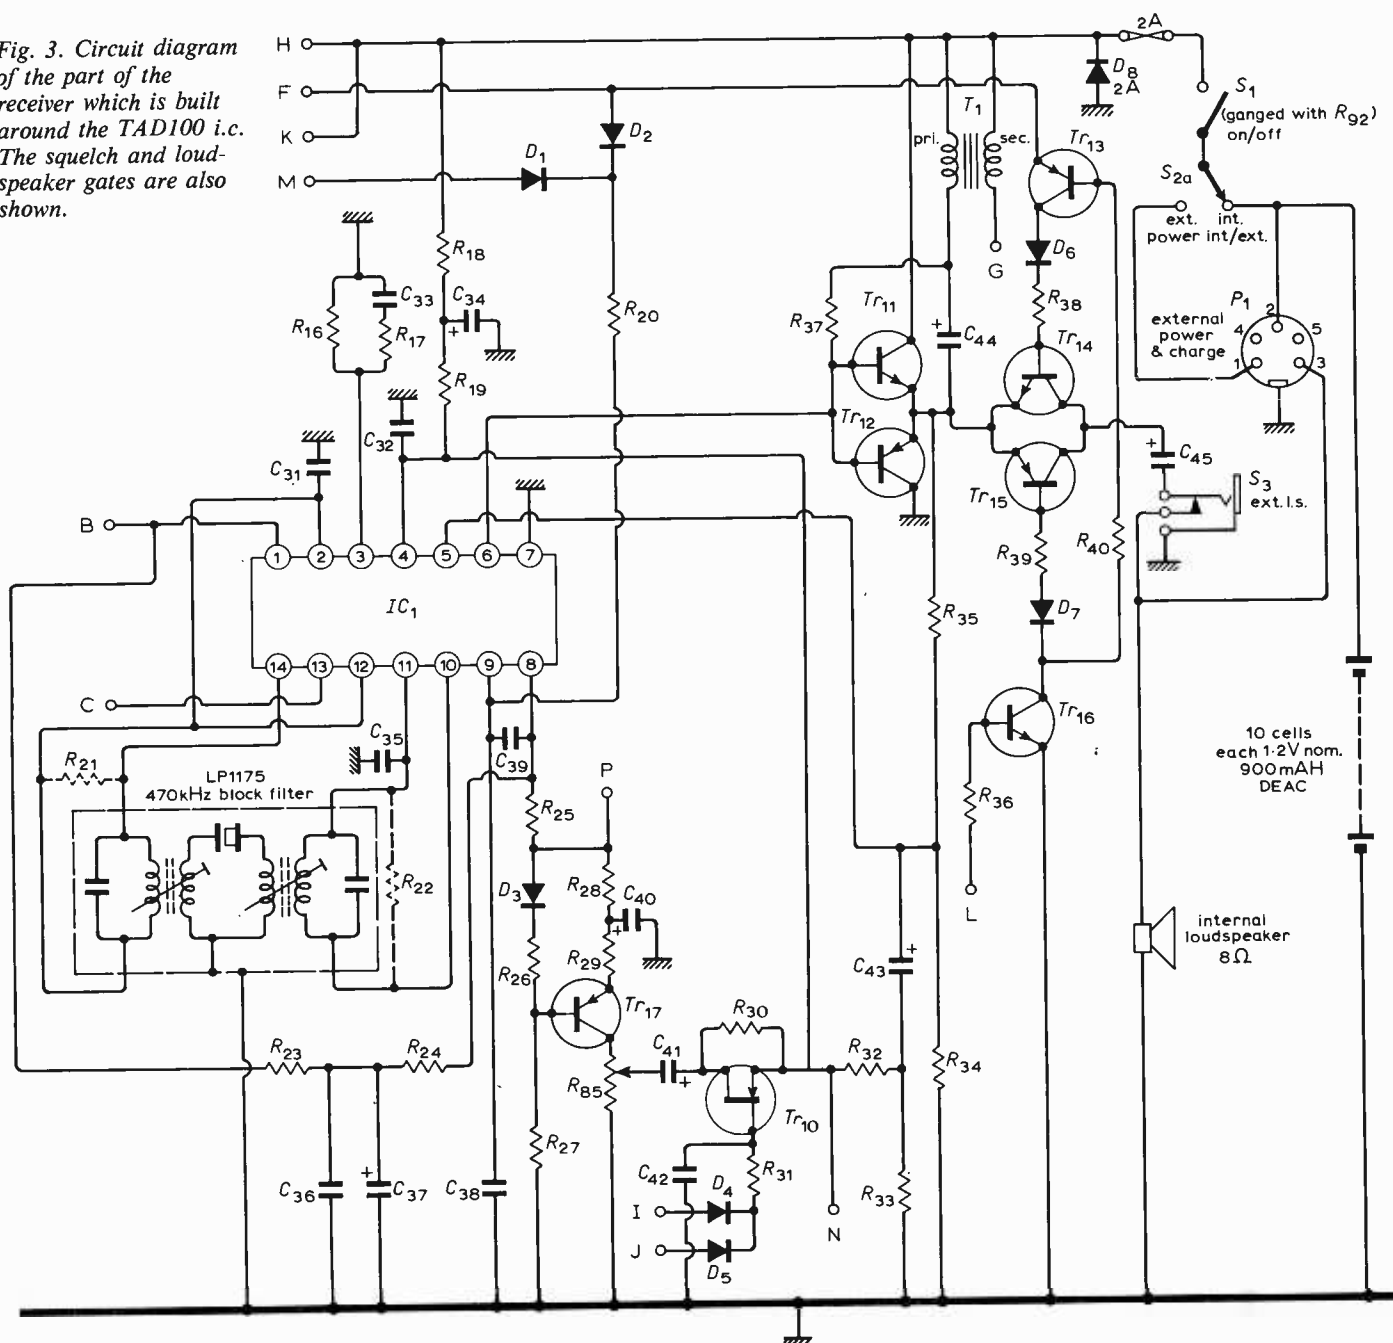 Fig. 3. Circuit diagram
of the part of the
receiver which is built
around the TAD100 i.c.
The squelch and loud-
speaker gates are also
shown.
H
F
K
M
D1
D2
2A
D8
2A
S1
(ganged with R92)
on/off
T1
pri.
sec.
Tr13
S2a
ext.
int.
power int/ext.
G
D6
R18
C33
C34
+
R16
R17
R19
R20
R37
Tr11
+
C44
R38
Tr14
P1
external
power
& charge
2
4
5
1
3
C32
C31
Tr12
Tr15
+
C45
S3
ext.l.s.
B
1
2
3
4
5
6
7
IC1
14
13
12
11
10
9
8
R39
R40
D7
R35
C
Tr16
R21
C35
C39
LP1175
470kHz block filter
P
R25
R36
10 cells
each 1·2V nom.
900mAH
DEAC
R22
D3
R28
C40
+
L
R26
R29
Tr17
C43
+
internal
loudspeaker
8Ω
R23
R24
R85
C41
+
R30
R32
R34
Tr10
R27
C36
+
C37
C38
C42
R31
D4
I
J
D5
N
R33